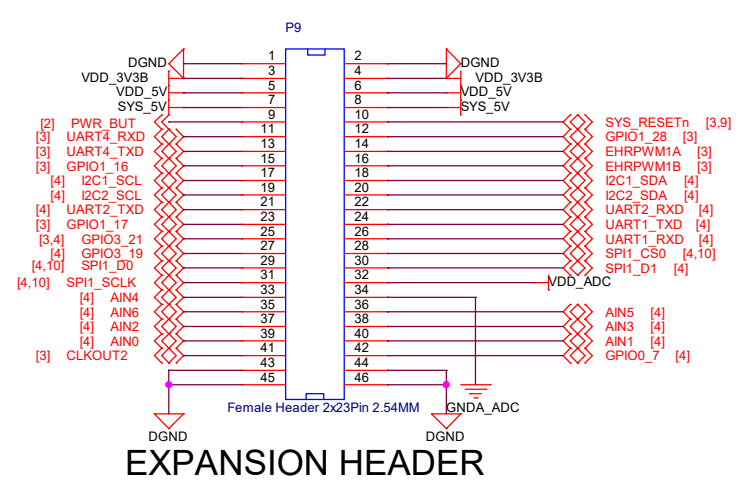 P9
DGND 1 2 DGND
VDD_3V3B 3 4 VDD_3V3B
VDD_5V 5 6 VDD_5V
SYS_5V 7 8 SYS_5V
[2] PWR_BUT 9 10 SYS_RESETn [3,9]
[3] UART4_RXD 11 12 GPIO1_28 [3]
[3] UART4_TXD 13 14 EHRPWM1A [3]
[3] GPIO1_16 15 16 EHRPWM1B [3]
[4] I2C1_SCL 17 18 I2C1_SDA [4]
[4] I2C2_SCL 19 20 I2C2_SDA [4]
[4] UART2_TXD 21 22 UART2_RXD [4]
[3] GPIO1_17 23 24 UART1_TXD [4]
[3,4] GPIO3_21 25 26 UART1_RXD [4]
[4] GPIO3_19 27 28 SPI1_CS0 [4,10]
[4,10] SPI1_D0 29 30 SPI1_D1 [4]
[4,10] SPI1_SCLK 31 32 VDD_ADC
[4] AIN4 33 34
[4] AIN6 35 36 AIN5 [4]
[4] AIN2 37 38 AIN3 [4]
[4] AIN0 39 40 AIN1 [4]
[3] CLKOUT2 41 42 GPIO0_7 [4]
43 44
45 46
Female Header 2x23Pin 2.54MM GNDA_ADC
DGND DGND
EXPANSION HEADER